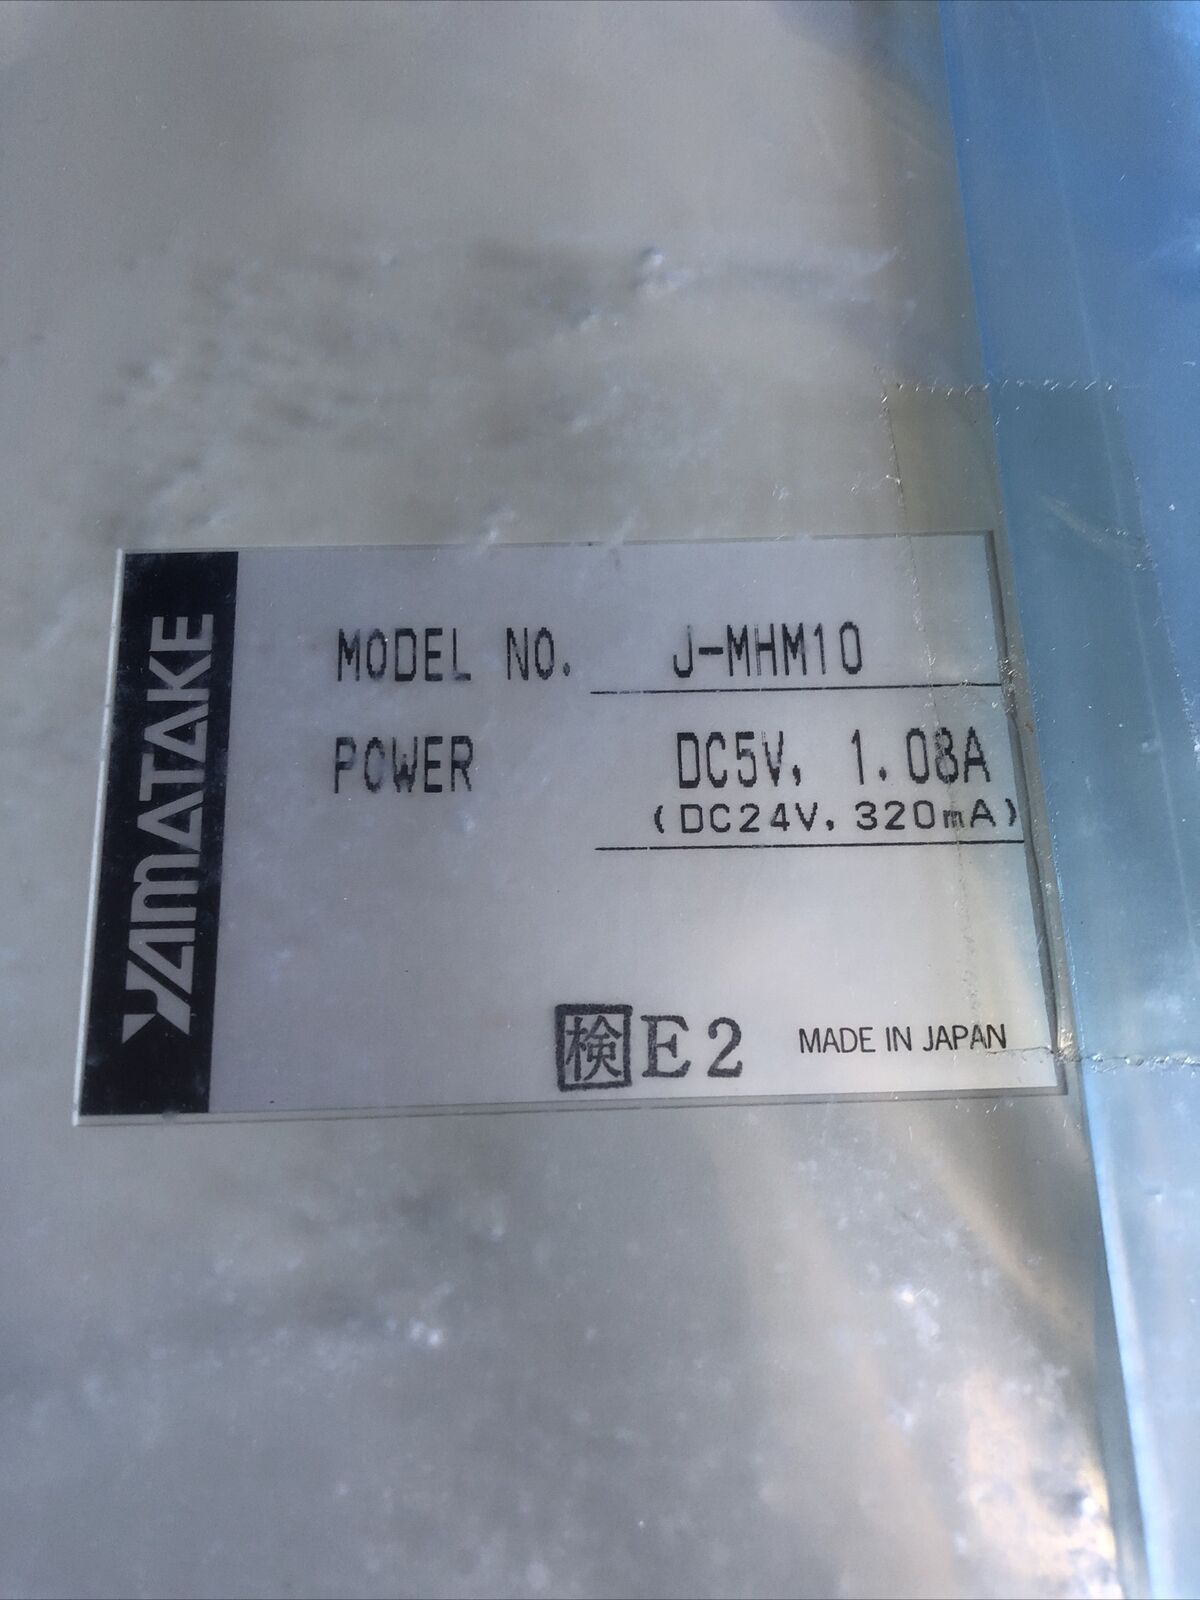 YAMATAKE
MODEL NO. J-MHM10
POWER DC5V, 1.08A
(DC24V, 320mA)
検 E2 MADE IN JAPAN